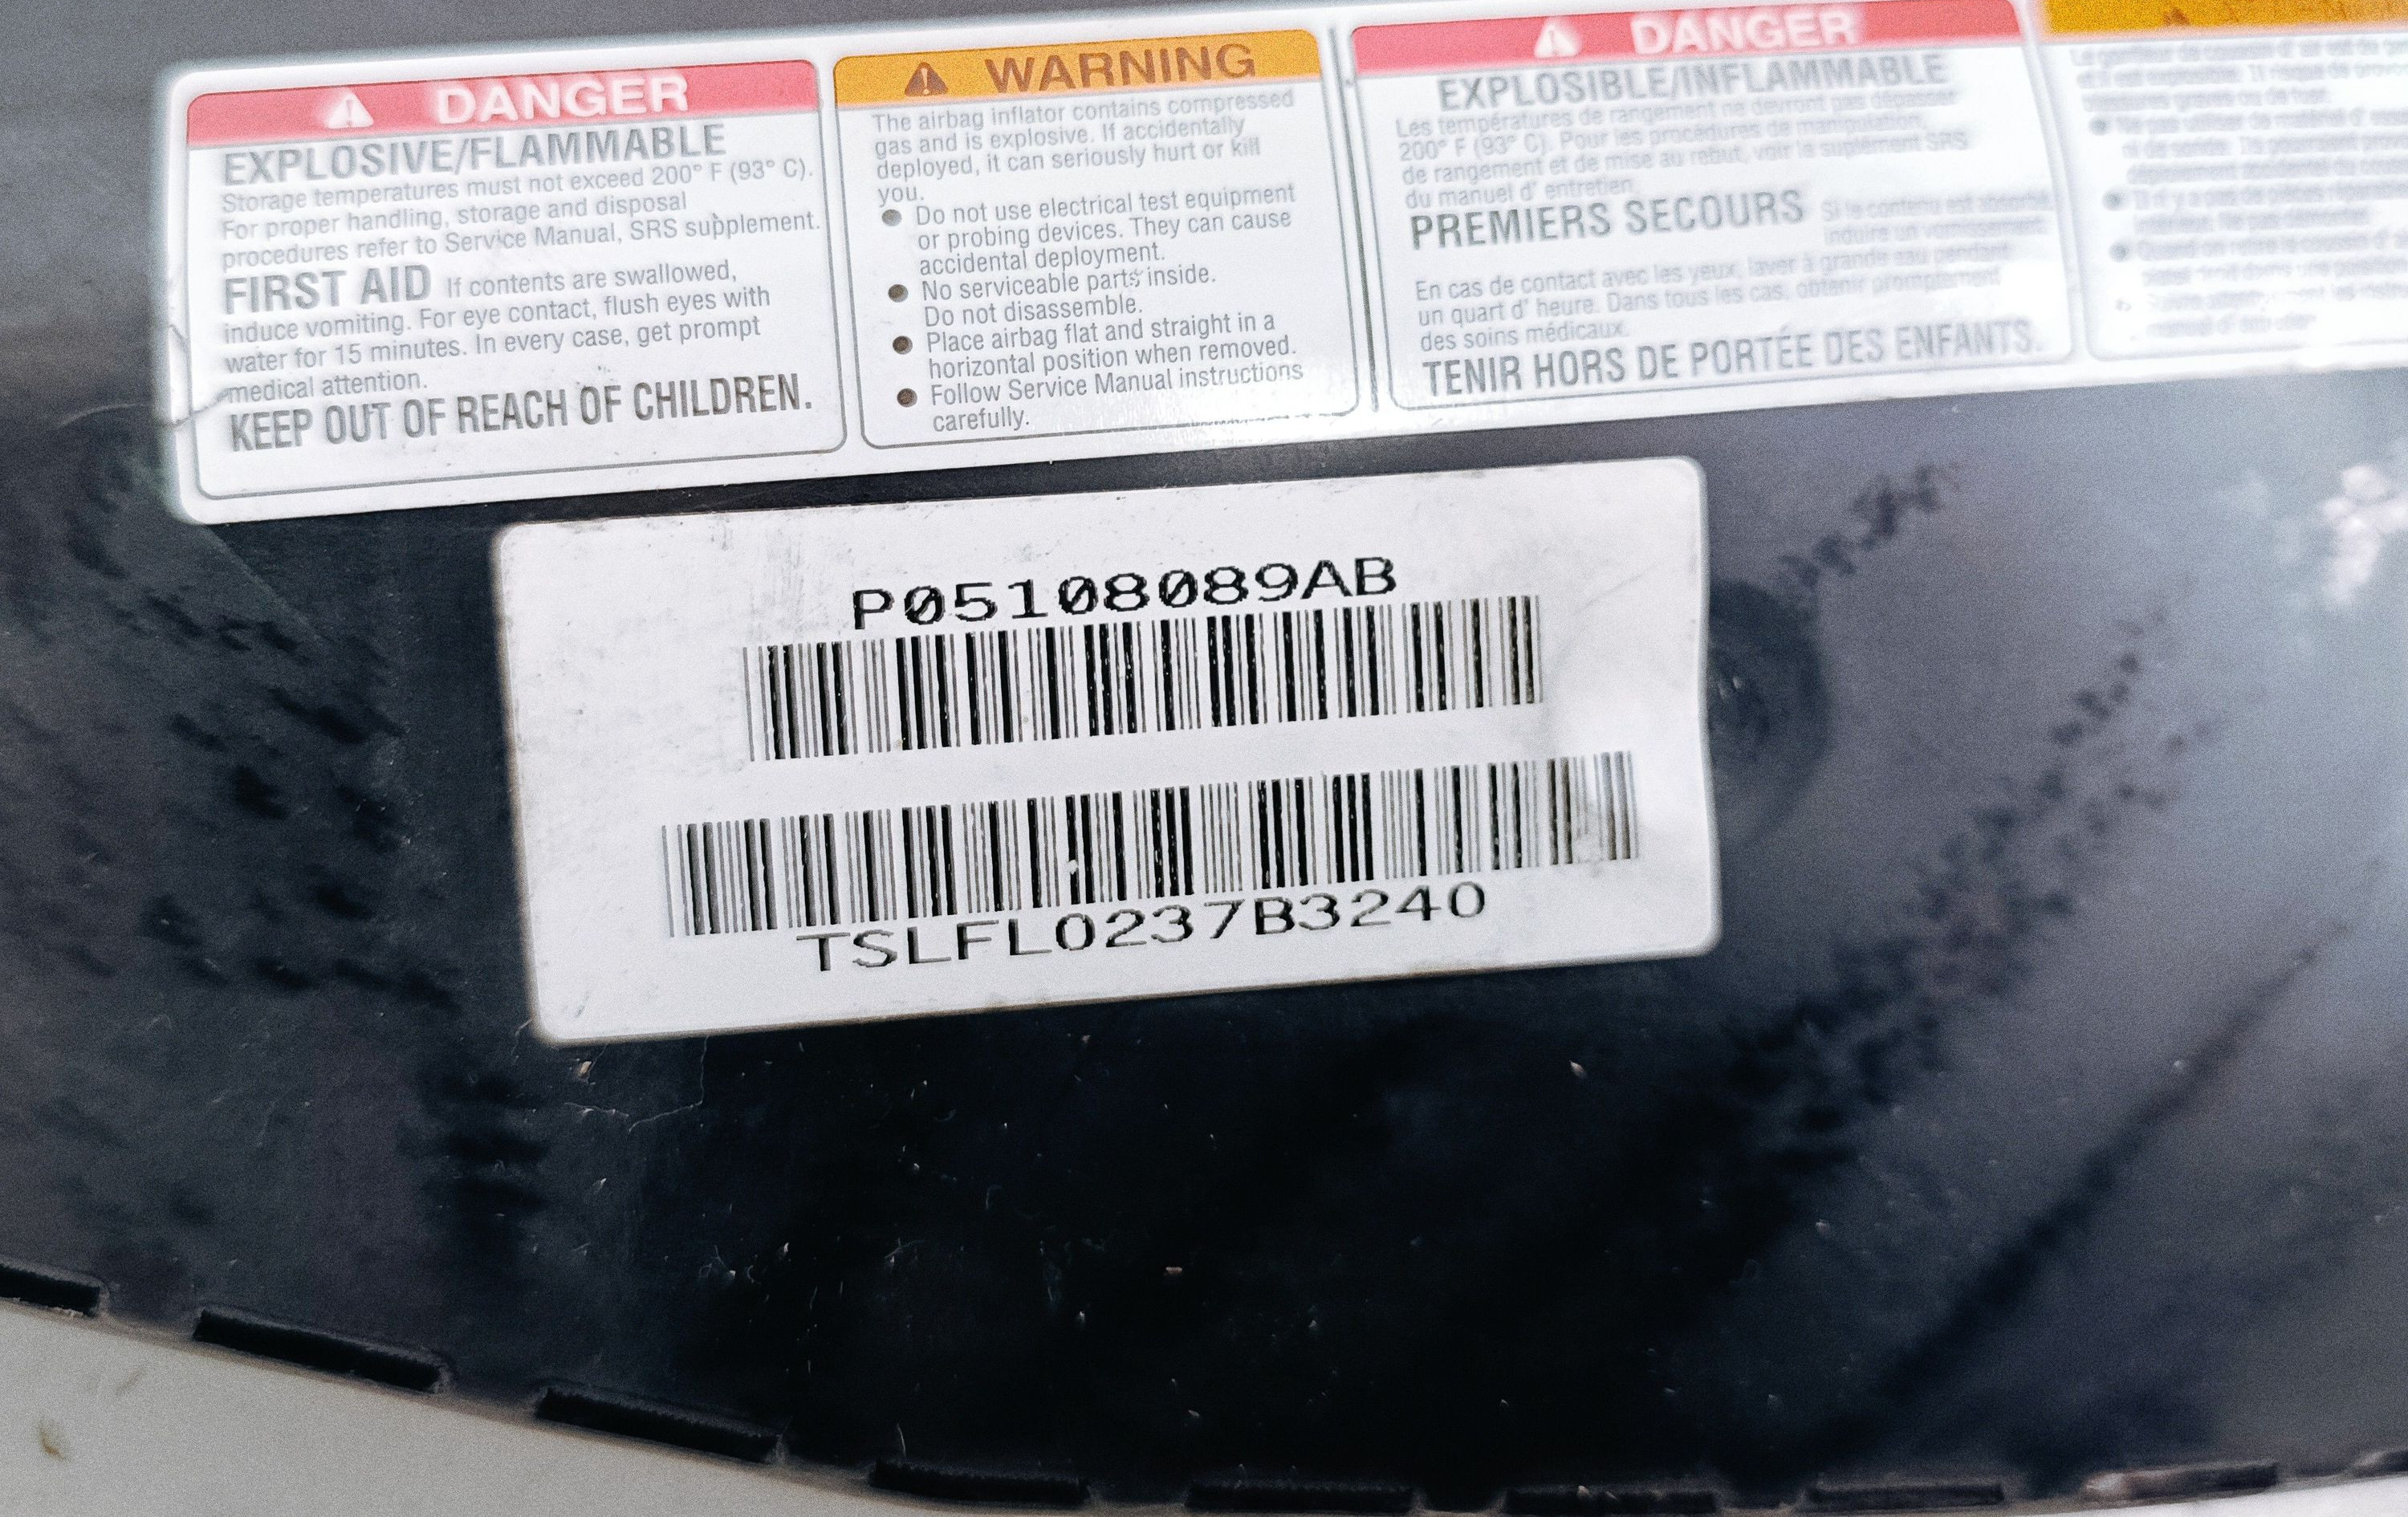 DANGER
EXPLOSIVE/FLAMMABLE
Storage temperatures must not exceed 200° F (93° C).
For proper handling, storage and disposal
procedures refer to Service Manual, SRS supplement.
FIRST AID If contents are swallowed,
induce vomiting. For eye contact, flush eyes with
water for 15 minutes. In every case, get prompt
medical attention.
KEEP OUT OF REACH OF CHILDREN.
WARNING
The airbag inflator contains compressed
gas and is explosive. If accidentally
deployed, it can seriously hurt or kill
you.
● Do not use electrical test equipment
or probing devices. They can cause
accidental deployment.
● No serviceable parts inside.
Do not disassemble.
● Place airbag flat and straight in a
horizontal position when removed.
● Follow Service Manual instructions
carefully.
DANGER
EXPLOSIBLE/INFLAMMABLE
Les températures de rangement ne devront pas dépasser
200° F (93° C). Pour les procédures de manipulation,
de rangement et de mise au rebut, voir le suplément SRS
du manuel d' entretien.
PREMIERS SECOURS Si le contenu est absorbé,
induire un vomissement.
En cas de contact avec les yeux, laver à grande eau pendant
un quart d' heure. Dans tous les cas, obtenir promptement
des soins médicaux.
TENIR HORS DE PORTÉE DES ENFANTS.
P05108089AB
TSLFL0237B3240